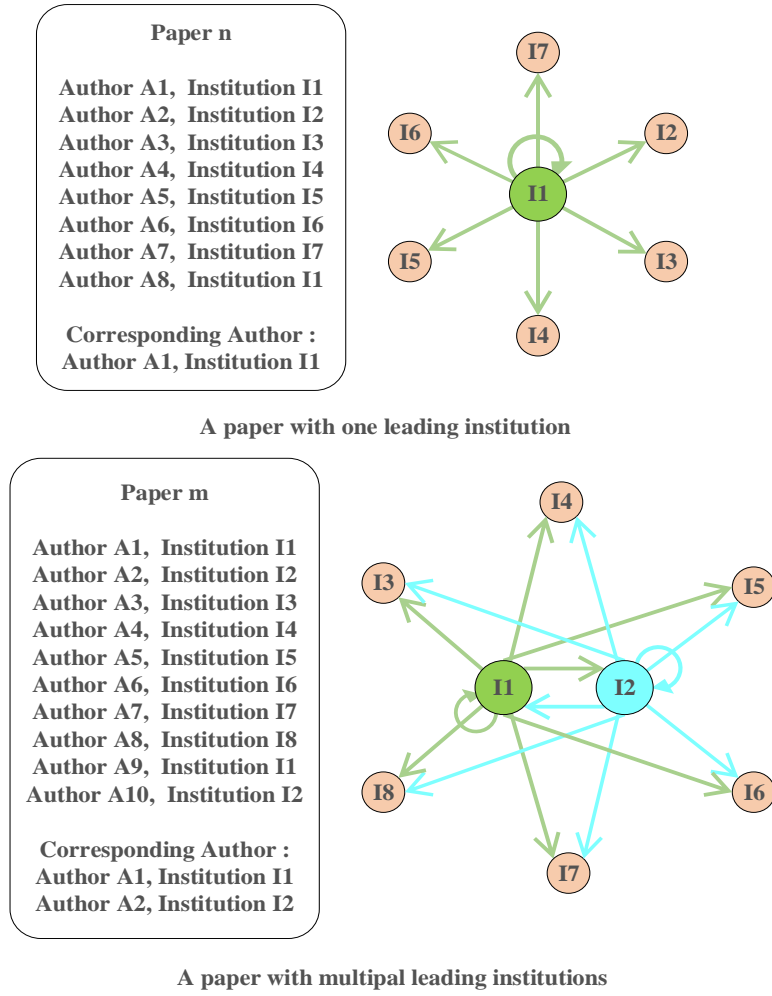 Paper n
Author A1,  Institution I1
Author A2,  Institution I2
Author A3,  Institution I3
Author A4,  Institution I4
Author A5,  Institution I5
Author A6,  Institution I6
Author A7,  Institution I7
Author A8,  Institution I1
Corresponding Author :
Author A1, Institution I1
I7
I6
I2
I1
I5
I3
I4
A paper with one leading institution
Paper m
Author A1,  Institution I1
Author A2,  Institution I2
Author A3,  Institution I3
Author A4,  Institution I4
Author A5,  Institution I5
Author A6,  Institution I6
Author A7,  Institution I7
Author A8,  Institution I8
Author A9,  Institution I1
Author A10,  Institution I2
Corresponding Author :
Author A1, Institution I1
Author A2, Institution I2
I4
I3
I5
I1
I2
I8
I6
I7
A paper with multipal leading institutions